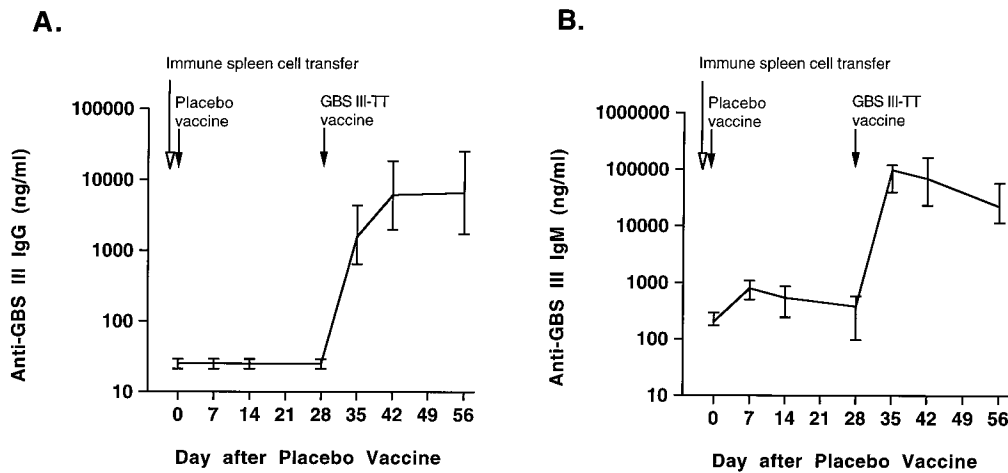 A.
Immune spleen cell transfer
Placebo
vaccine
GBS III-TT
vaccine
Anti-GBS III IgG (ng/ml)
100000
10000
1000
100
10
0 7 14 21 28 35 42 49 56
Day after Placebo Vaccine
B.
Immune spleen cell transfer
Placebo
vaccine
GBS III-TT
vaccine
Anti-GBS III IgM (ng/ml)
1000000
100000
10000
1000
100
10
0 7 14 21 28 35 42 49 56
Day after Placebo Vaccine